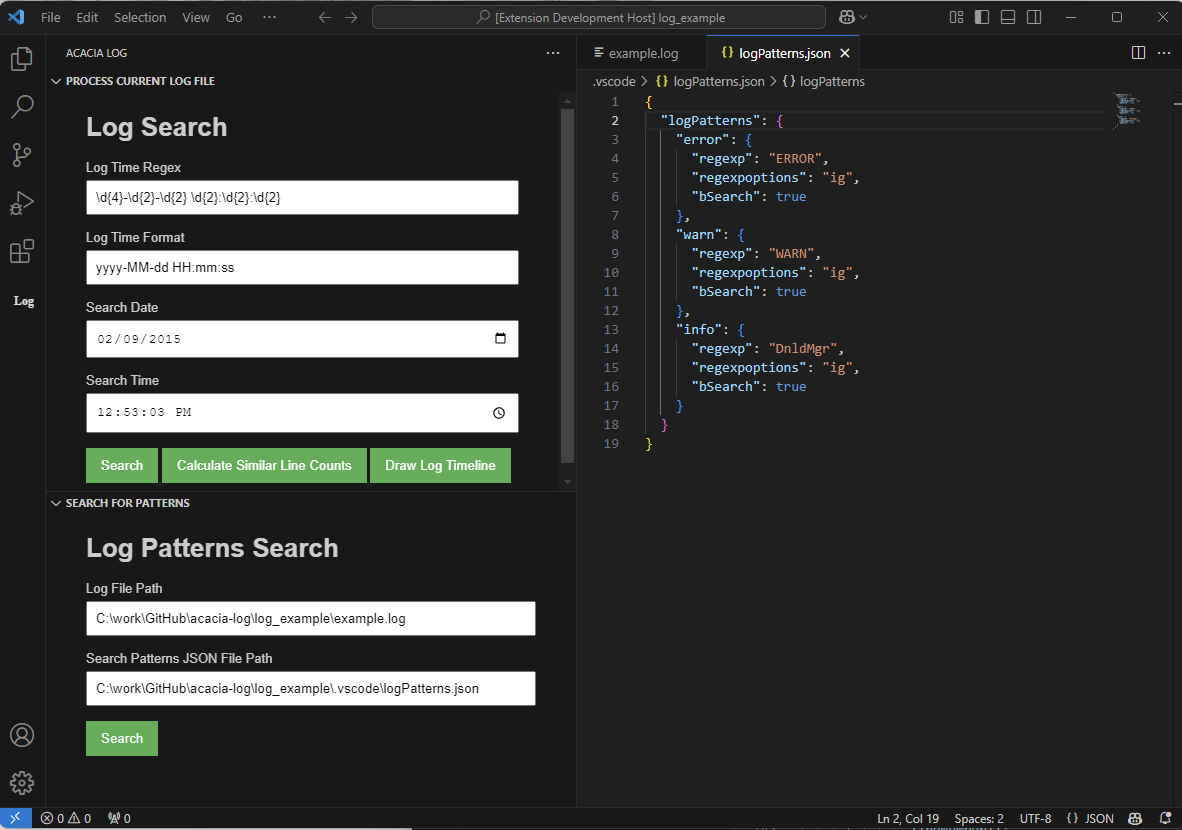 File Edit Selection View Go ··· [Extension Development Host] log_example
ACACIA LOG
PROCESS CURRENT LOG FILE
Log Search
Log Time Regex
\d{4}-\d{2}-\d{2} \d{2}:\d{2}:\d{2}
Log Time Format
yyyy-MM-dd HH:mm:ss
Search Date
02/09/2015
Search Time
12:53:03 PM
Search Calculate Similar Line Counts Draw Log Timeline
SEARCH FOR PATTERNS
Log Patterns Search
Log File Path
C:\work\GitHub\acacia-log\log_example\example.log
Search Patterns JSON File Path
C:\work\GitHub\acacia-log\log_example\.vscode\logPatterns.json
Search
Log
example.log {} logPatterns.json
.vscode > {} logPatterns.json > {} logPatterns
1 {
2 "logPatterns": {
3 "error": {
4 "regexp": "ERROR",
5 "regexpoptions": "ig",
6 "bSearch": true
7 },
8 "warn": {
9 "regexp": "WARN",
10 "regexpoptions": "ig",
11 "bSearch": true
12 },
13 "info": {
14 "regexp": "DnldMgr",
15 "regexpoptions": "ig",
16 "bSearch": true
17 }
18 }
19 }
0 0 0 Ln 2, Col 19 Spaces: 2 UTF-8 {} JSON